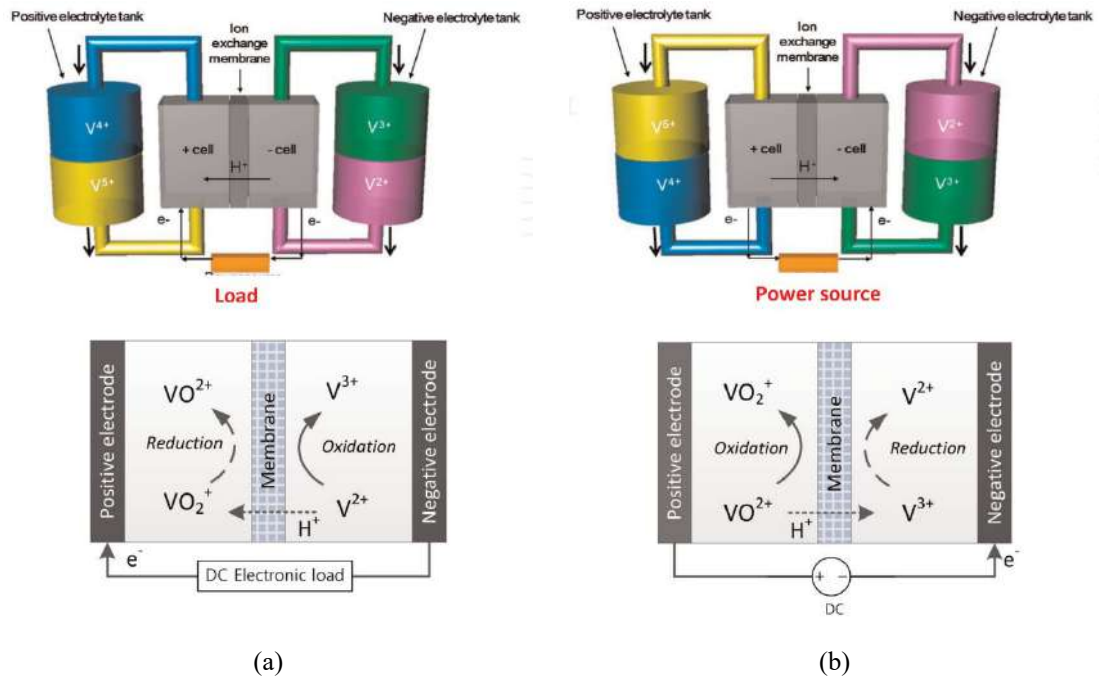 Positive electrolyte tank
Ion
exchange
membrane
Negative electrolyte tank
V⁴⁺
V⁵⁺
+ cell
- cell
H⁺
V³⁺
V²⁺
e-
e-
Load
Positive electrode
VO²⁺
Reduction
VO₂⁺
Membrane
V³⁺
Oxidation
V²⁺
H⁺
Negative electrode
e⁻
DC Electronic load
(a)
Positive electrolyte tank
Ion
exchange
membrane
Negative electrolyte tank
V⁵⁺
V⁴⁺
+ cell
- cell
H⁺
V²⁺
V³⁺
e-
e-
Power source
Positive electrode
VO₂⁺
Oxidation
VO²⁺
Membrane
V²⁺
Reduction
V³⁺
H⁺
Negative electrode
+ −
DC
e⁻
(b)